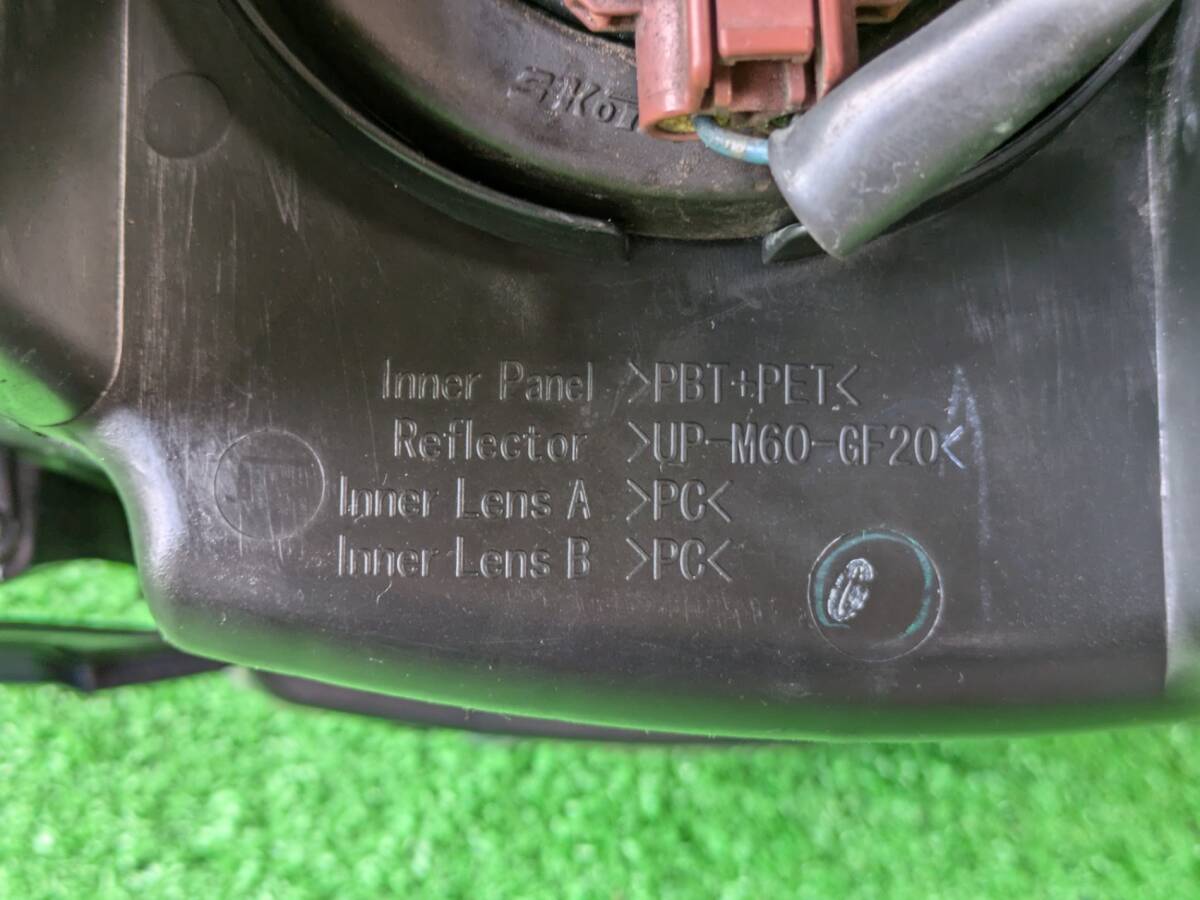 Inner Panel >PBT+PET<
Reflector >UP-M60-GF20<
Inner Lens A >PC<
Inner Lens B >PC<